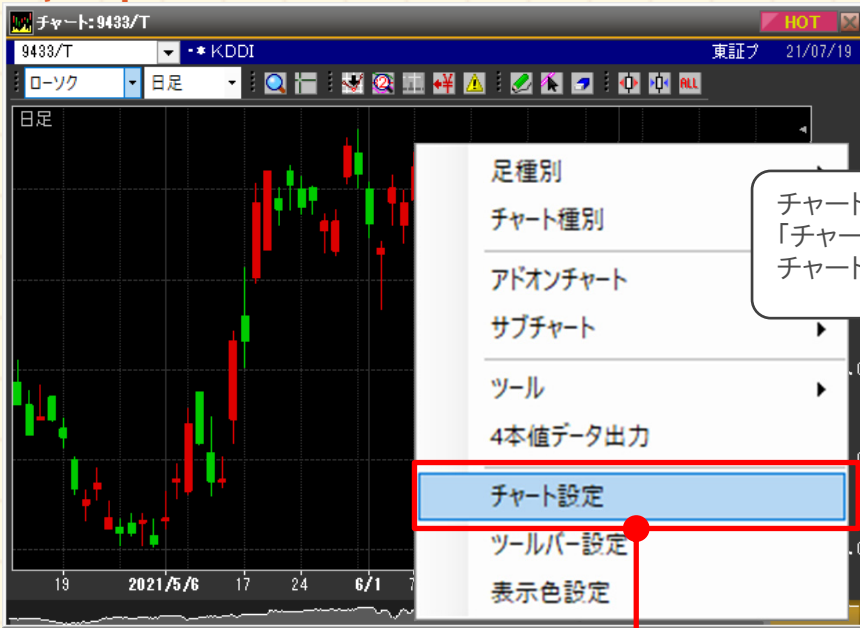 チャート:9433/T
HOT
9433/T
・* KDDI
東証プ
21/07/19
ローソク
日足
ALL
日足
足種別
チャート種別
アドオンチャート
サブチャート
ツール
4本値データ出力
チャート設定
ツールバー設定
表示色設定
チャート
「チャー
チャート
19
2021/5/6
17
24
6/1